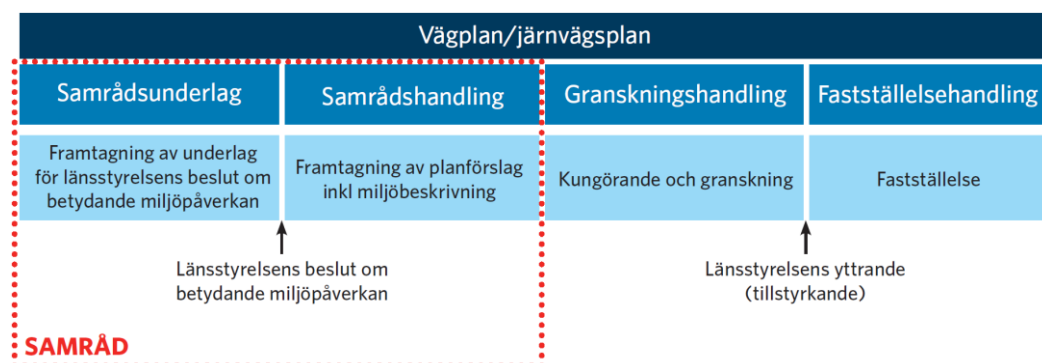 Vägplan/järnvägsplan
Samrådsunderlag
Samrådshandling
Granskningshandling
Fastställelsehandling
Framtagning av underlag
för länsstyrelsens beslut om
betydande miljöpåverkan
Framtagning av planförslag
inkl miljöbeskrivning
Kungörande och granskning
Fastställelse
Länsstyrelsens beslut om
betydande miljöpåverkan
Länsstyrelsens yttrande
(tillstyrkande)
SAMRÅD